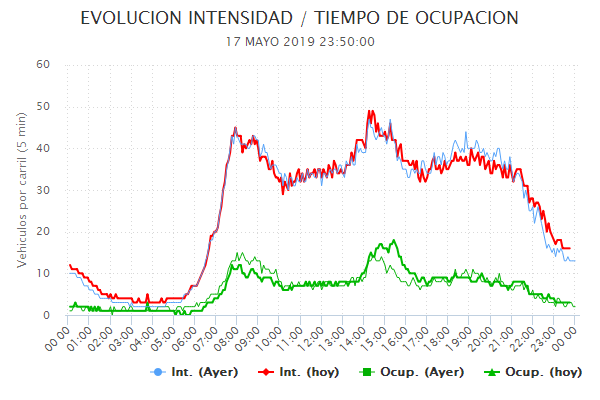 EVOLUCION INTENSIDAD / TIEMPO DE OCUPACION
17 MAYO 2019 23:50:00
Vehiculos por carril (5 min)
60
50
40
30
20
10
0
00:00 01:00 02:00 03:00 04:00 05:00 06:00 07:00 08:00 09:00 10:00 11:00 12:00 13:00 14:00 15:00 16:00 17:00 18:00 19:00 20:00 21:00 22:00 23:00 00:00
Int. (Ayer) Int. (hoy) Ocup. (Ayer) Ocup. (hoy)